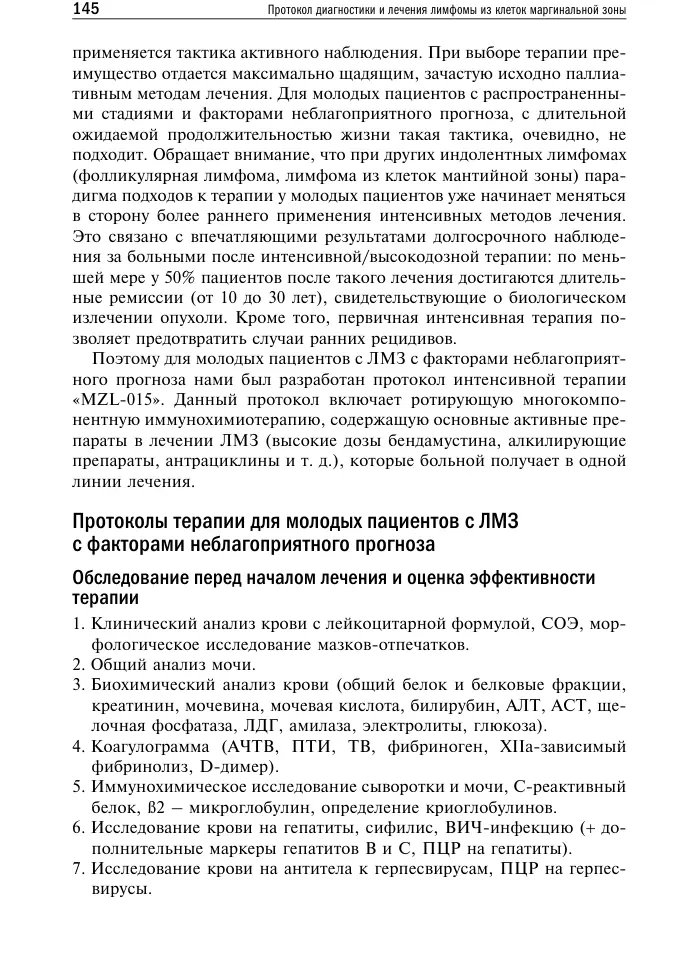 145
Протокол диагностики и лечения лимфомы из клеток маргинальной зоны
применяется тактика активного наблюдения. При выборе терапии пре-
имущество отдается максимально щадящим, зачастую исходно паллиа-
тивным методам лечения. Для молодых пациентов с распространенны-
ми стадиями и факторами неблагоприятного прогноза, с длительной
ожидаемой продолжительностью жизни такая тактика, очевидно, не
подходит. Обращает внимание, что при других индолентных лимфомах
(фолликулярная лимфома, лимфома из клеток мантийной зоны) пара-
дигма подходов к терапии у молодых пациентов уже начинает меняться
в сторону более раннего применения интенсивных методов лечения.
Это связано с впечатляющими результатами долгосрочного наблюде-
ния за больными после интенсивной/высокодозной терапии: по мень-
шей мере у 50% пациентов после такого лечения достигаются длитель-
ные ремиссии (от 10 до 30 лет), свидетельствующие о биологическом
излечении опухоли. Кроме того, первичная интенсивная терапия по-
зволяет предотвратить случаи ранних рецидивов.
Поэтому для молодых пациентов с ЛМЗ с факторами неблагоприят-
ного прогноза нами был разработан протокол интенсивной терапии
«MZL-015». Данный протокол включает ротирующую многокомпо-
нентную иммунохимиотерапию, содержащую основные активные пре-
параты в лечении ЛМЗ (высокие дозы бендамустина, алкилирующие
препараты, антрациклины и т. д.), которые больной получает в одной
линии лечения.
Протоколы терапии для молодых пациентов с ЛМЗ
с факторами неблагоприятного прогноза
Обследование перед началом лечения и оценка эффективности
терапии
1. Клинический анализ крови с лейкоцитарной формулой, СОЭ, мор-
фологическое исследование мазков-отпечатков.
2. Общий анализ мочи.
3. Биохимический анализ крови (общий белок и белковые фракции,
креатинин, мочевина, мочевая кислота, билирубин, АЛТ, АСТ, ще-
лочная фосфатаза, ЛДГ, амилаза, электролиты, глюкоза).
4. Коагулограмма (АЧТВ, ПТИ, ТВ, фибриноген, XIIa-зависимый
фибринолиз, D-димер).
5. Иммунохимическое исследование сыворотки и мочи, С-реактивный
белок, ß2 – микроглобулин, определение криоглобулинов.
6. Исследование крови на гепатиты, сифилис, ВИЧ-инфекцию (+ до-
полнительные маркеры гепатитов В и С, ПЦР на гепатиты).
7. Исследование крови на антитела к герпесвирусам, ПЦР на герпес-
вирусы.